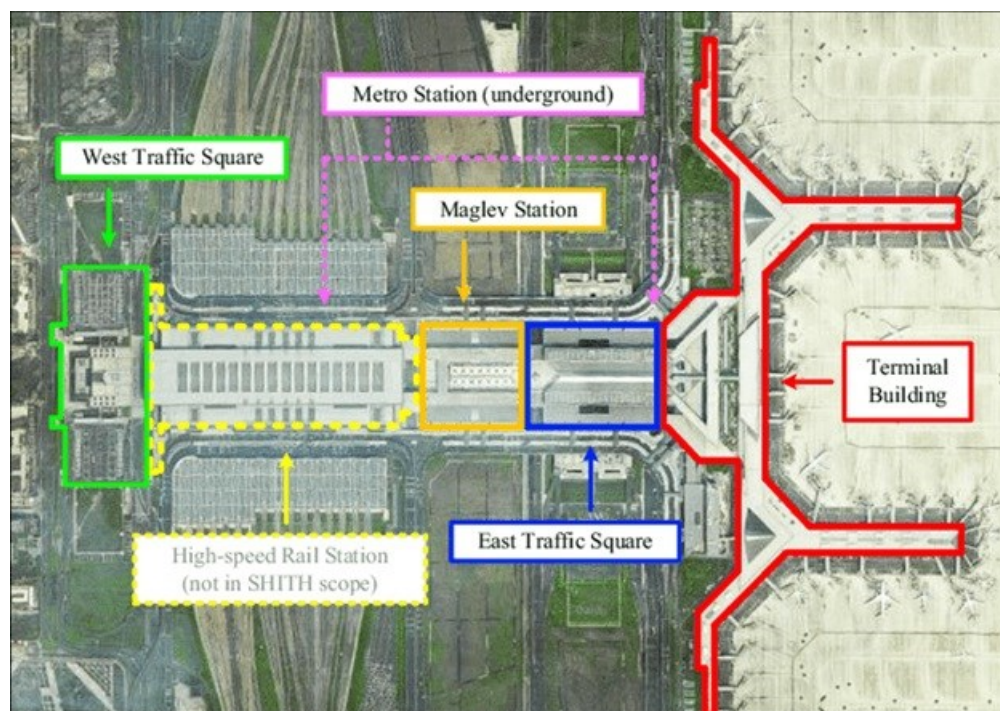 Metro Station (underground)
West Traffic Square
Maglev Station
Terminal
Building
East Traffic Square
High-speed Rail Station
(not in SHITH scope)